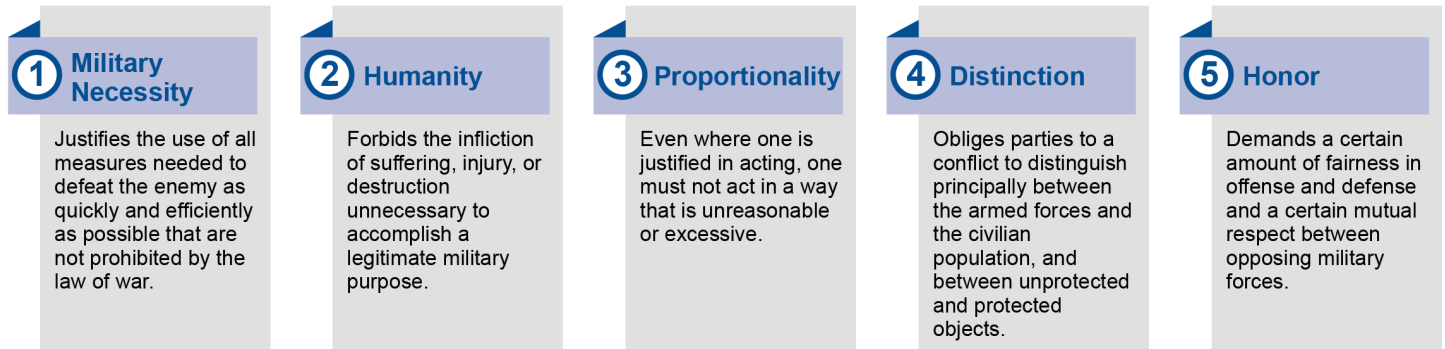 1
Military
Necessity
Justifies the use of all
measures needed to
defeat the enemy as
quickly and efficiently
as possible that are
not prohibited by the
law of war.
2
Humanity
Forbids the infliction
of suffering, injury, or
destruction
unnecessary to
accomplish a
legitimate military
purpose.
3
Proportionality
Even where one is
justified in acting, one
must not act in a way
that is unreasonable
or excessive.
4
Distinction
Obliges parties to a
conflict to distinguish
principally between
the armed forces and
the civilian
population, and
between unprotected
and protected
objects.
5
Honor
Demands a certain
amount of fairness in
offense and defense
and a certain mutual
respect between
opposing military
forces.